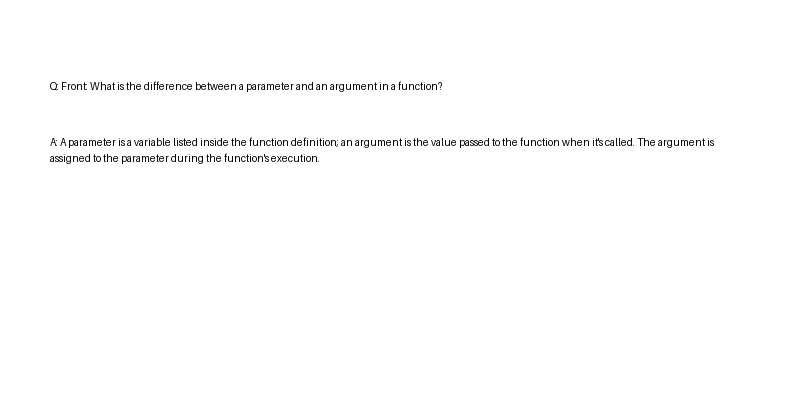 Q: Front: What is the difference between a parameter and an argument in a function?
A: A parameter is a variable listed inside the function definition; an argument is the value passed to the function when it's called. The argument is
assigned to the parameter during the function's execution.